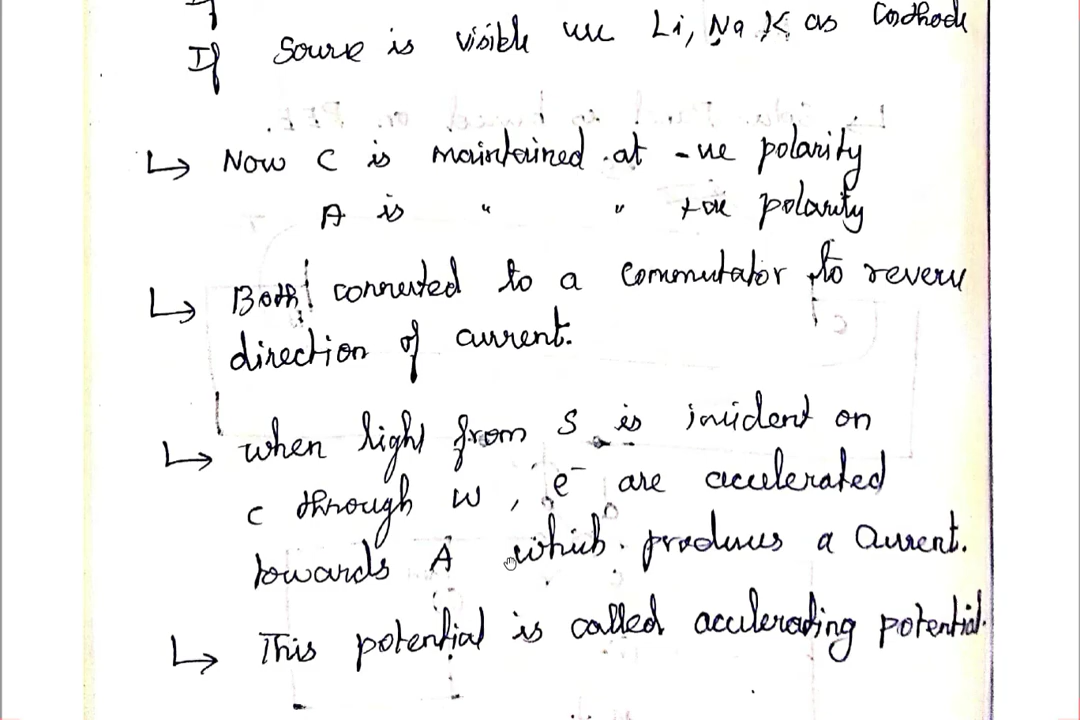 If Source is visible use Li, Na K as Cathode
↳ Now C is maintained at -ve polarity
A is " " +ve polarity
↳ Both connected to a commutator to reverse
direction of current.
↳ when light from S is incident on
C through W, e⁻ are accelerated
towards A which produces a current.
↳ This potential is called accelerating potential.